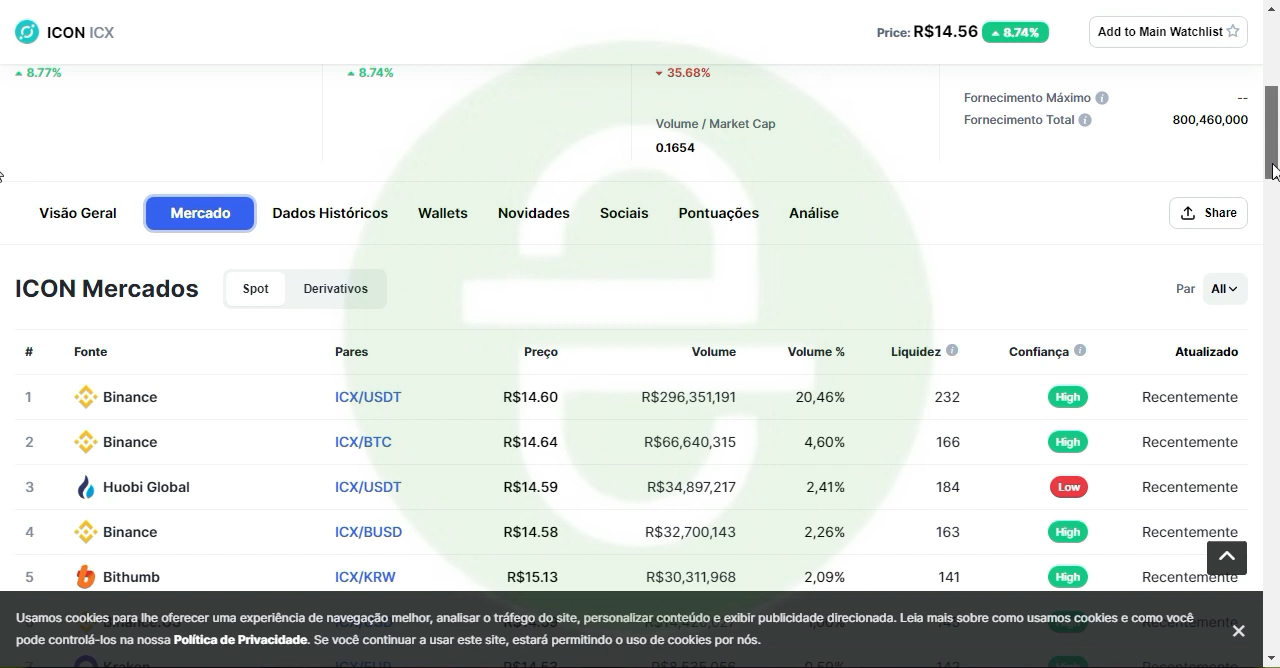 ICON ICX Price: R$14.56 8.74% Add to Main Watchlist
8.77% 8.74% 35.68%
Fornecimento Máximo --
Volume / Market Cap Fornecimento Total 800,460,000
0.1654
Visão Geral Mercado Dados Históricos Wallets Novidades Sociais Pontuações Análise Share
ICON Mercados Spot Derivativos Par All
# Fonte Pares Preço Volume Volume % Liquidez Confiança Atualizado
1 Binance ICX/USDT R$14.60 R$296,351,191 20,46% 232 High Recentemente
2 Binance ICX/BTC R$14.64 R$66,640,315 4,60% 166 High Recentemente
3 Huobi Global ICX/USDT R$14.59 R$34,897,217 2,41% 184 Low Recentemente
4 Binance ICX/BUSD R$14.58 R$32,700,143 2,26% 163 High Recentemente
5 Bithumb ICX/KRW R$15.13 R$30,311,968 2,09% 141 High Recentemente
Usamos cookies para lhe oferecer uma experiência de navegação melhor, analisar o tráfego do site, personalizar conteúdo e exibir publicidade direcionada. Leia mais sobre como usamos cookies e como você
pode controlá-los na nossa Política de Privacidade. Se você continuar a usar este site, estará permitindo o uso de cookies por nós.
7 Kraken ICX/EUR R$14.53